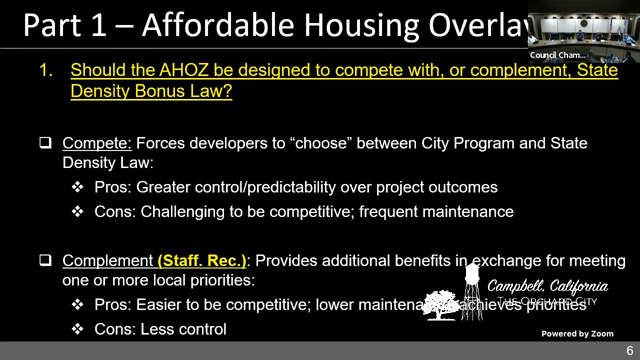 Part 1 – Affordable Housing Overlay
Council Cham...
1. Should the AHOZ be designed to compete with, or complement, State
Density Bonus Law?
Compete: Forces developers to “choose” between City Program and State
Density Law:
Pros: Greater control/predictability over project outcomes
Cons: Challenging to be competitive; frequent maintenance
Complement (Staff. Rec.): Provides additional benefits in exchange for meeting
one or more local priorities:
Pros: Easier to be competitive; lower maintenance achieves priorities
Cons: Less control
Campbell, California
THE ORCHARD CITY
Powered by Zoom
6